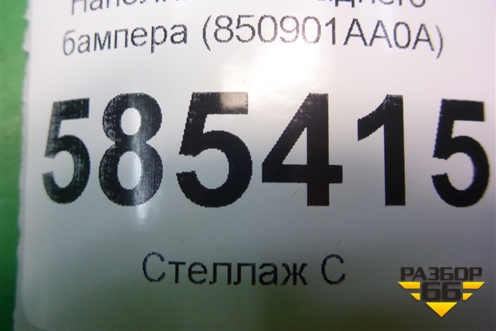 бампера (850901AA0A)
585415
Стеллаж С
РАЗБОР
66